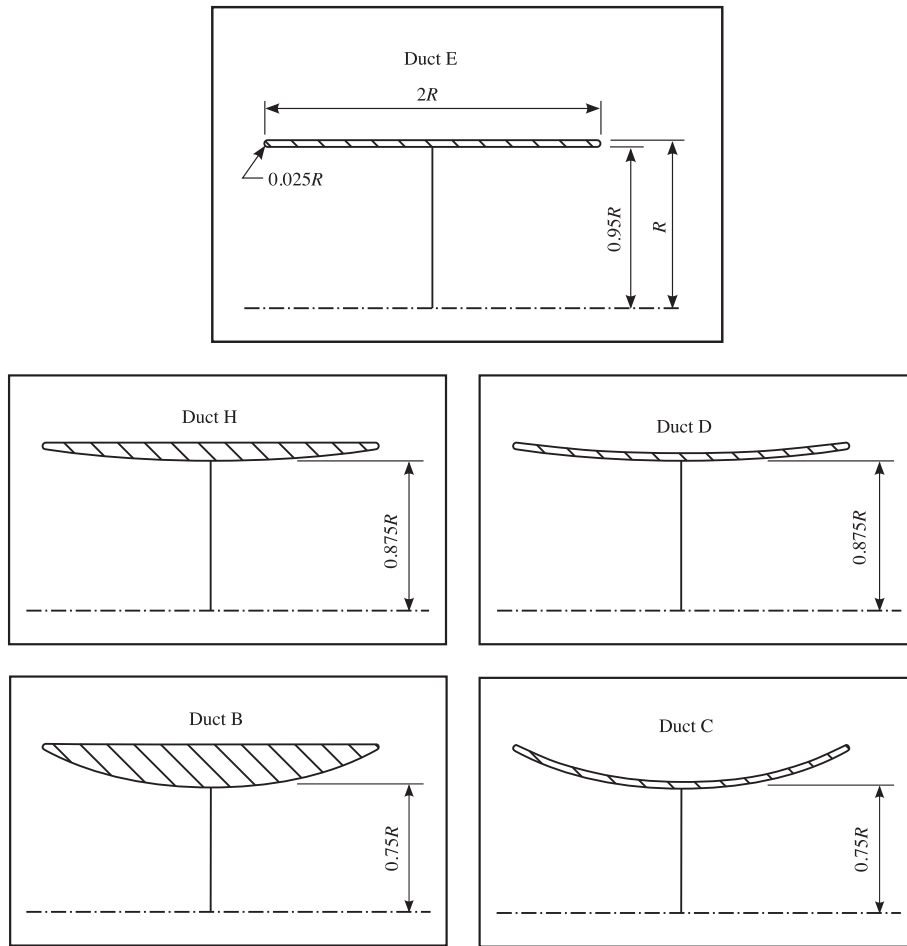 Duct E
2R
0.025R
0.95R
R
Duct H
0.875R
Duct D
0.875R
Duct B
0.75R
Duct C
0.75R